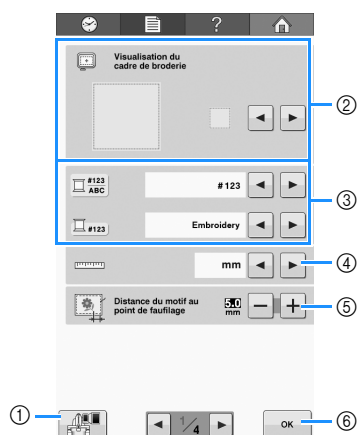 ?
Visualisation du
cadre de broderie
②
#123
ABC
#123
③
#123
Embroidery
mm
④
Distance du motif au
point de faufilage
5.0
mm
⑤
①
1/4
OK
⑥